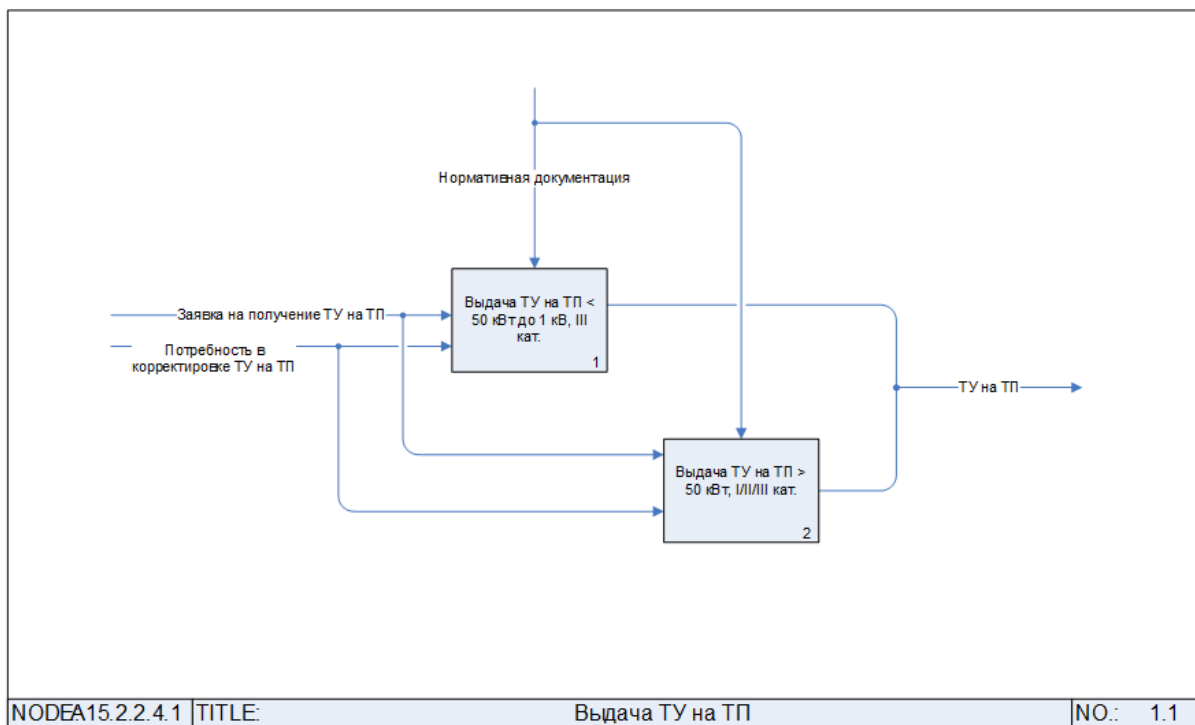 Нормативная документация
Выдача ТУ на ТП <
50 кВт до 1 кВ, III
кат.
1
Заявка на получение ТУ на ТП
Потребность в
корректировке ТУ на ТП
ТУ на ТП
Выдача ТУ на ТП >
50 кВт, I/II/III кат.
2
NODE A15.2.2.4.1 TITLE: Выдача ТУ на ТП NO.: 1.1